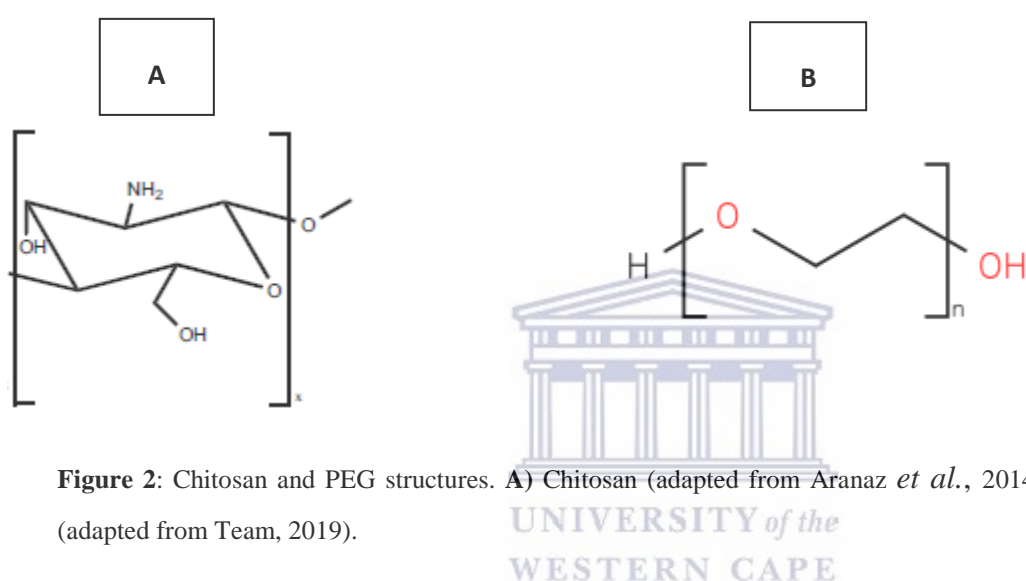 A
B
NH₂
OH
O
O
OH
x
O
H
OH
n
Figure 2: Chitosan and PEG structures. A) Chitosan (adapted from Aranaz et al., 2014
(adapted from Team, 2019).
UNIVERSITY of the
WESTERN CAPE